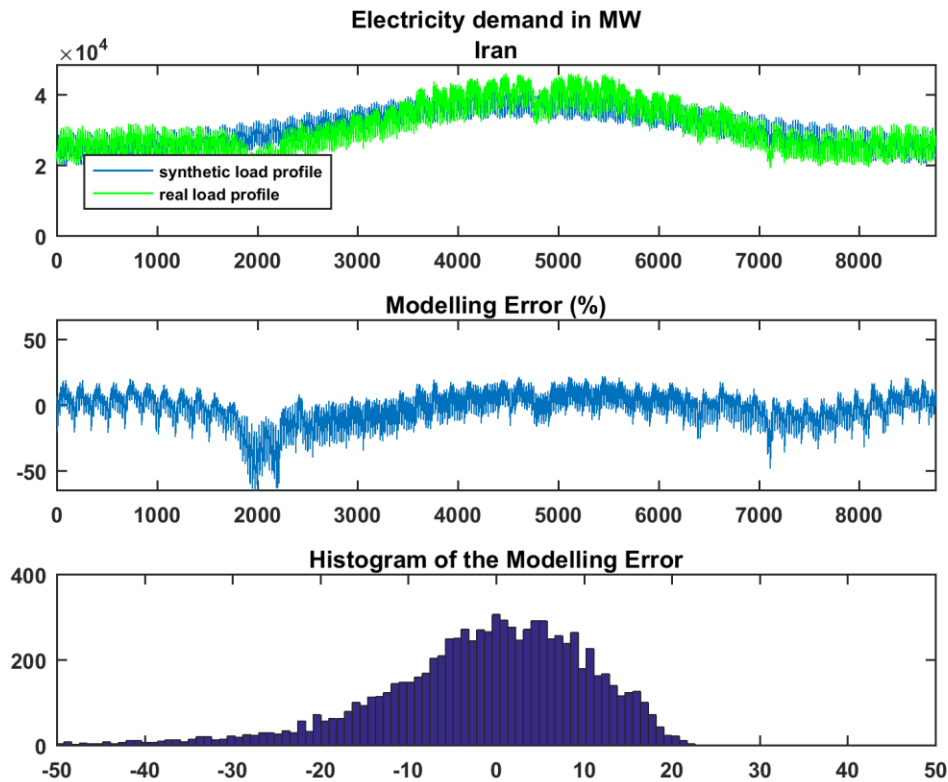 Electricity demand in MW
Iran
×10⁴
4
2
0
synthetic load profile
real load profile
0 1000 2000 3000 4000 5000 6000 7000 8000
Modelling Error (%)
50
0
-50
0 1000 2000 3000 4000 5000 6000 7000 8000
Histogram of the Modelling Error
400
200
0
-50 -40 -30 -20 -10 0 10 20 30 40 50